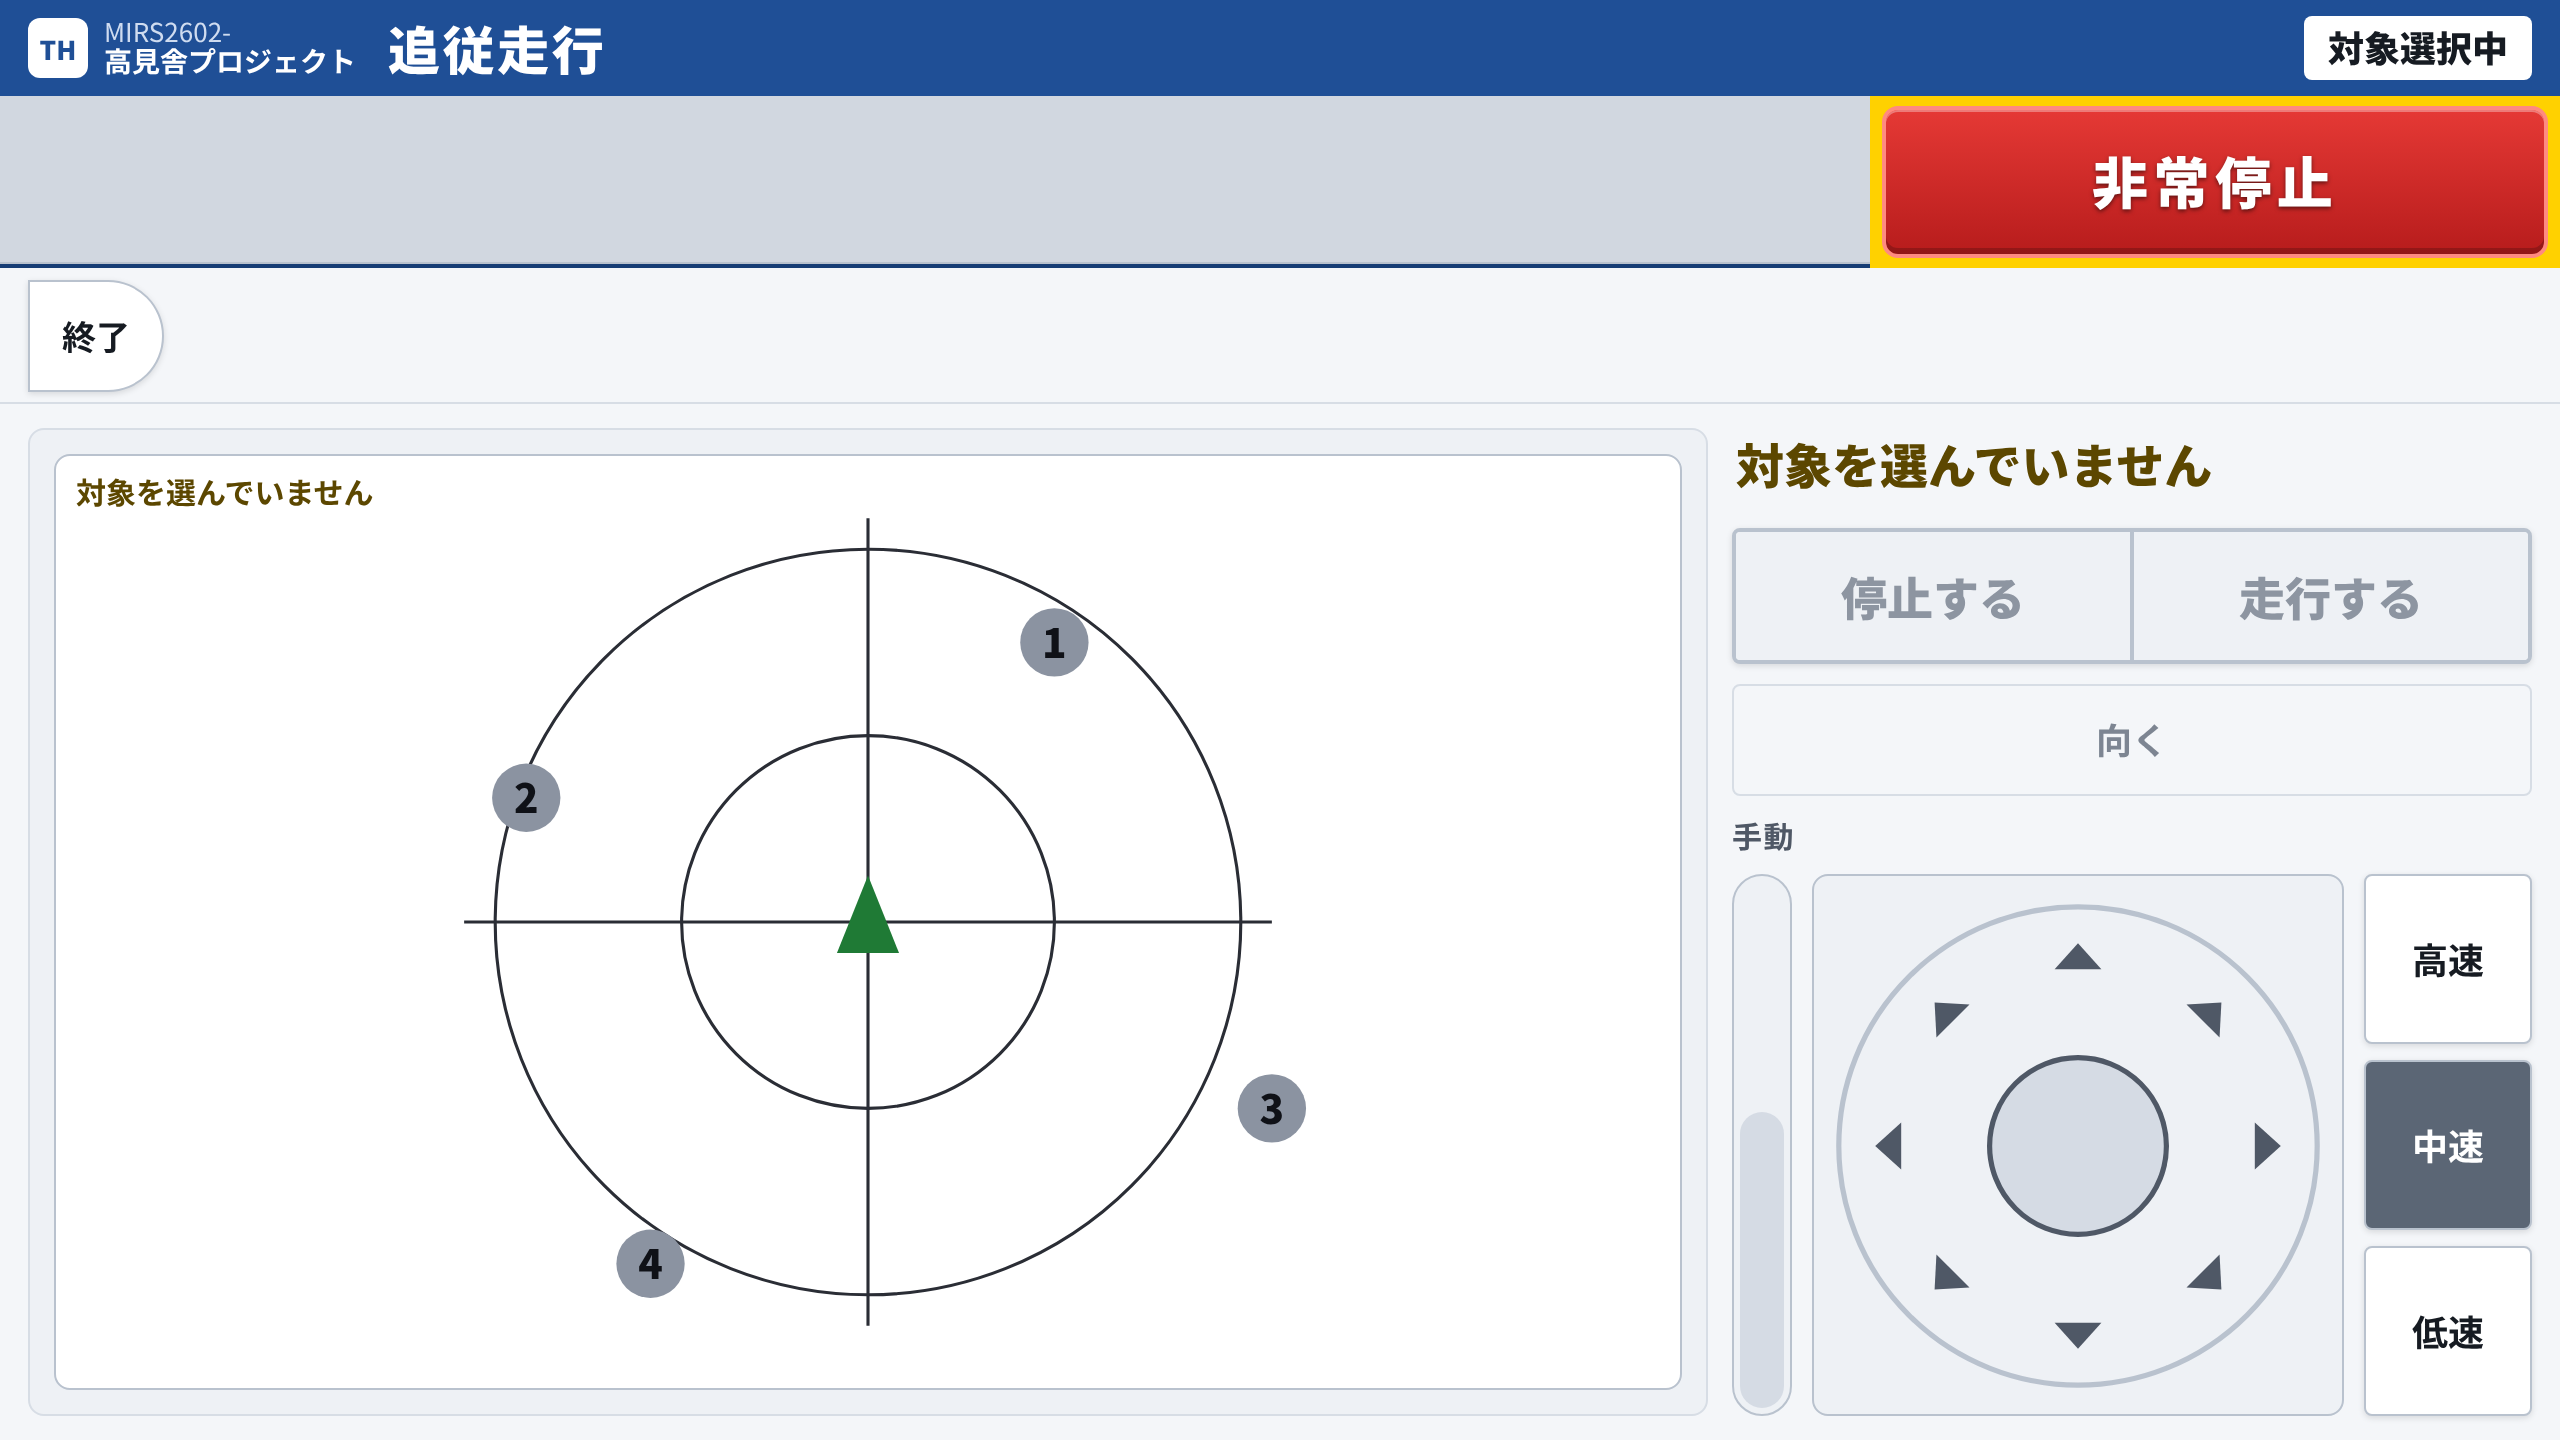 TH
MIRS2602-
高見舎プロジェクト
追従走行
対象選択中
非常停止
終了
対象を選んでいません
1
2
3
4
対象を選んでいません
停止する
走行する
向く
手動
高速
中速
低速